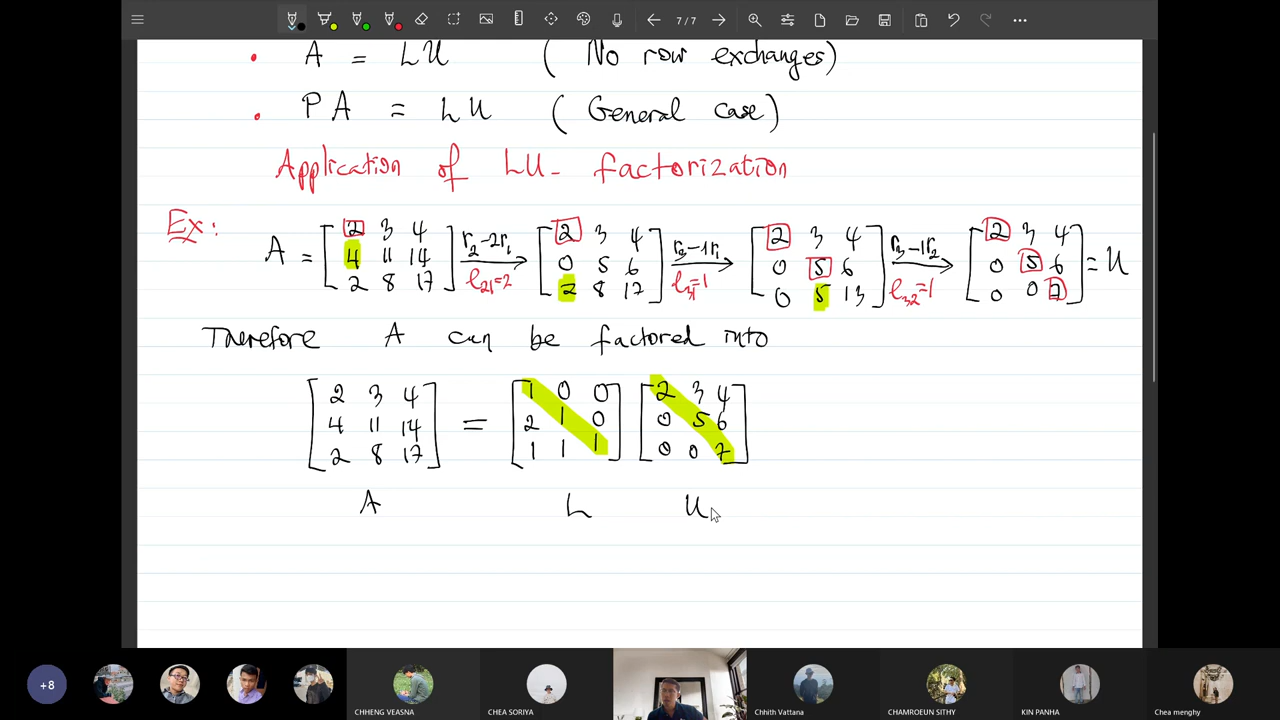 7 / 7
• A = LU ( No row exchanges)
• PA = LU ( General case)
Application of LU- factorization
Ex:
A = [ 2 3 4 ; 4 11 14 ; 2 8 17 ] r2-2r1 → l21=2 [ 2 3 4 ; 0 5 6 ; 2 8 17 ] r3-1r1 → l31=1 [ 2 3 4 ; 0 5 6 ; 0 5 13 ] r3-1r2 → l32=1 [ 2 3 4 ; 0 5 6 ; 0 0 7 ] = U
Therefore A can be factored into
[ 2 3 4 ; 4 11 14 ; 2 8 17 ] = [ 1 0 0 ; 2 1 0 ; 1 1 1 ] [ 2 3 4 ; 0 5 6 ; 0 0 7 ]
A L U
+8
CHHENG VEASNA CHEA SORIYA Chhith Vattana CHAMROEUN SITHY KIN PANHA Chea menghy